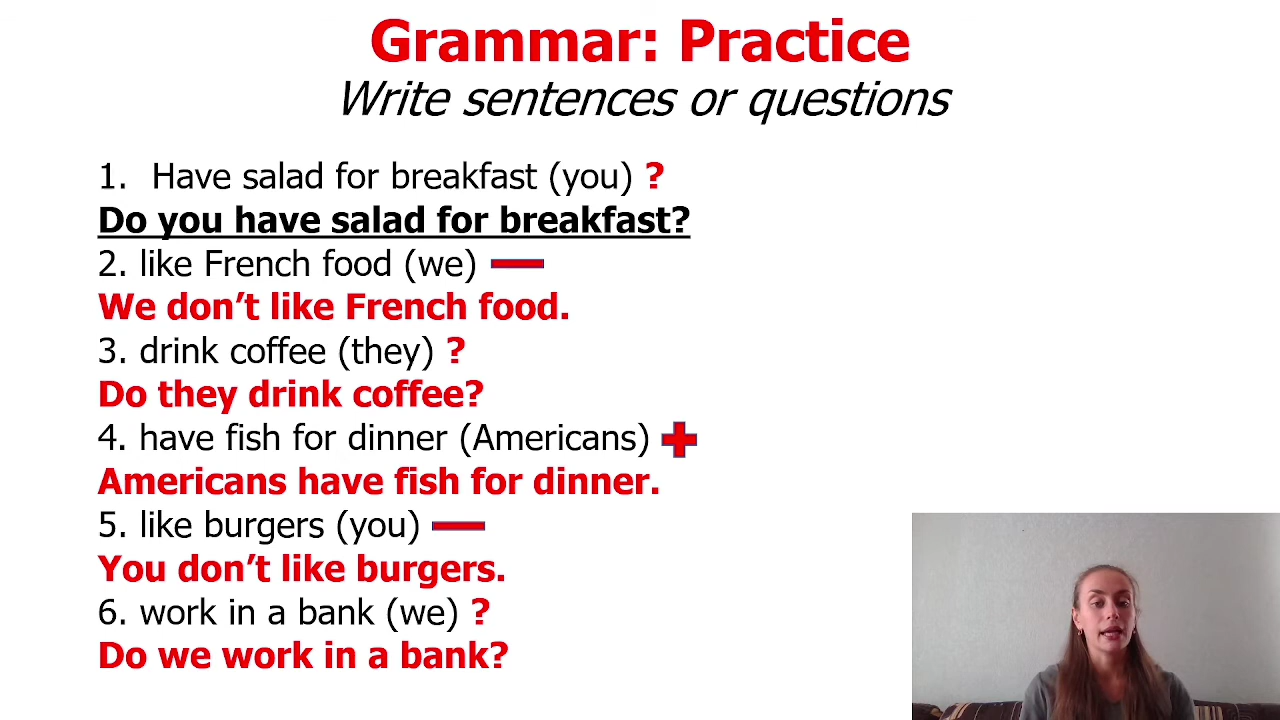 Grammar: Practice
Write sentences or questions
1. Have salad for breakfast (you) ?
Do you have salad for breakfast?
2. like French food (we) —
We don’t like French food.
3. drink coffee (they) ?
Do they drink coffee?
4. have fish for dinner (Americans) +
Americans have fish for dinner.
5. like burgers (you) —
You don’t like burgers.
6. work in a bank (we) ?
Do we work in a bank?